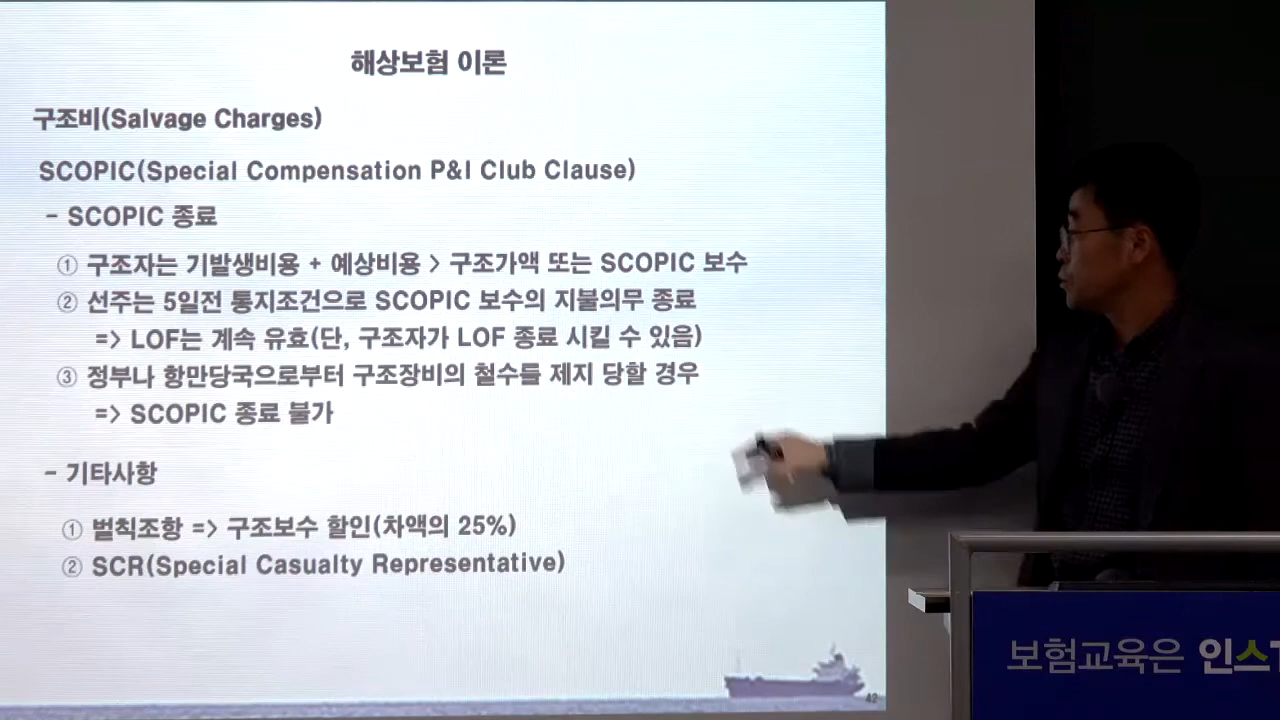 해상보험 이론
구조비(Salvage Charges)
SCOPIC(Special Compensation P&I Club Clause)
- SCOPIC 종료
① 구조자는 기발생비용 + 예상비용 > 구조가액 또는 SCOPIC 보수
② 선주는 5일전 통지조건으로 SCOPIC 보수의 지불의무 종료
=> LOF는 계속 유효(단, 구조자가 LOF 종료 시킬 수 있음)
③ 정부나 항만당국으로부터 구조장비의 철수를 제지 당할 경우
=> SCOPIC 종료 불가
- 기타사항
① 벌칙조항 => 구조보수 할인(차액의 25%)
② SCR(Special Casualty Representative)
42
보험교육은 인스